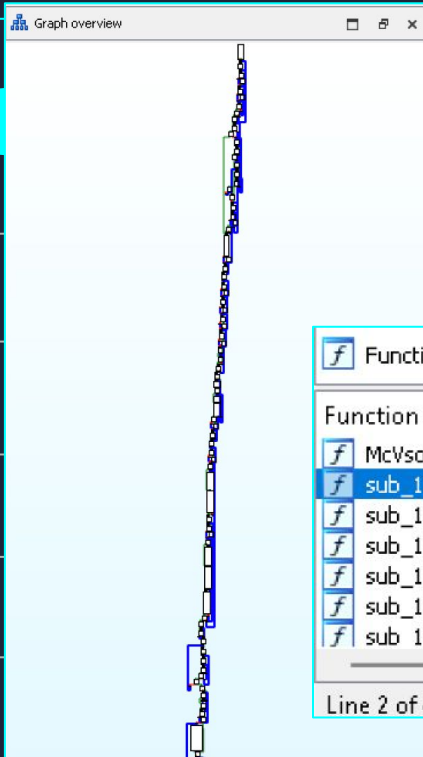 Graph overview
Functi
Function
f McVsc
f sub_1
f sub_1
f sub_1
f sub_1
f sub_1
f sub_1
Line 2 of